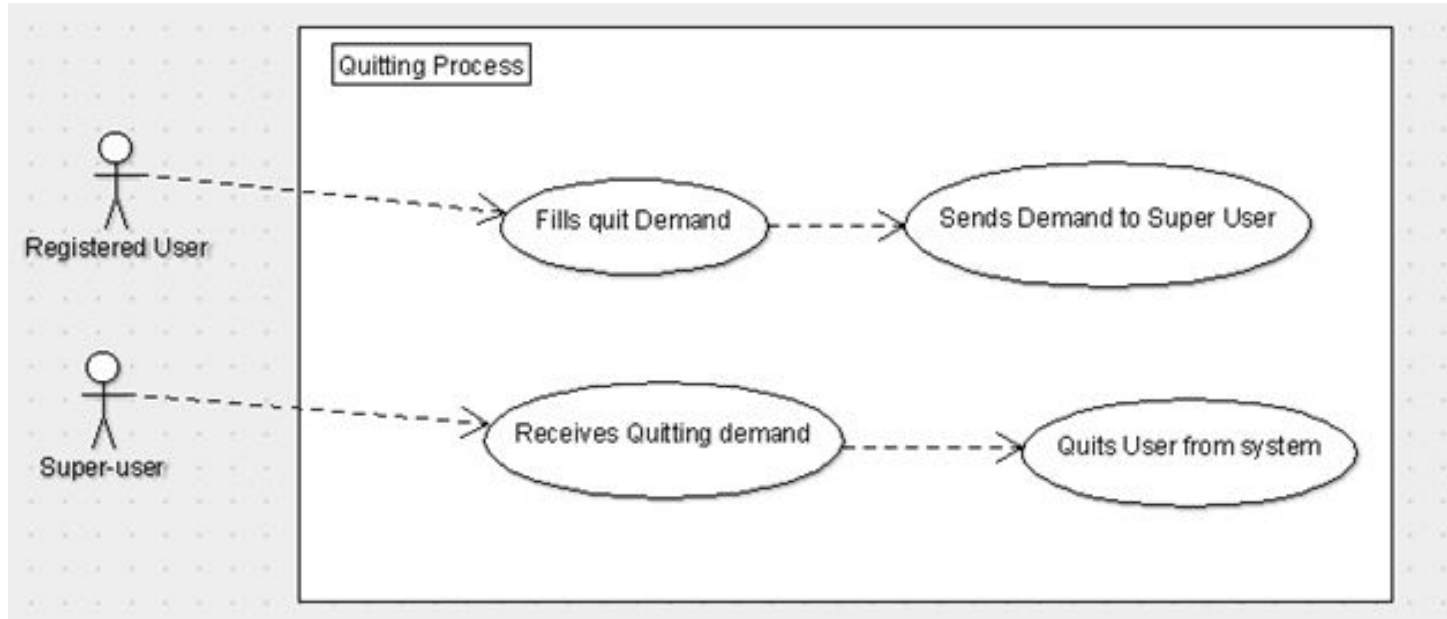 Quitting Process
Fills quit Demand
Sends Demand to Super User
Registered User
Receives Quitting demand
Quits User from system
Super-user